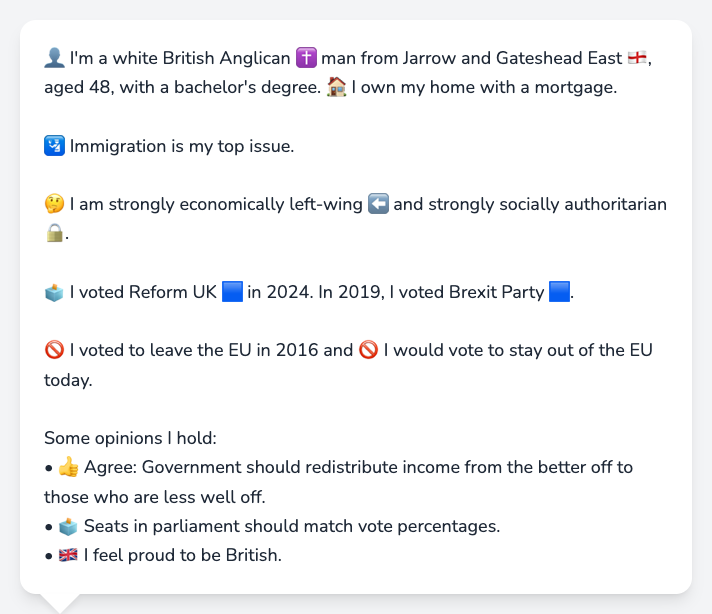 👤 I'm a white British Anglican ✝️ man from Jarrow and Gateshead East 🏴󠁧󠁢󠁥󠁮󠁧󠁿,
aged 48, with a bachelor's degree. 🏠 I own my home with a mortgage.
🛂 Immigration is my top issue.
🤔 I am strongly economically left-wing ⬅️ and strongly socially authoritarian
🔒.
🗳️ I voted Reform UK 🟦 in 2024. In 2019, I voted Brexit Party 🟦.
🚫 I voted to leave the EU in 2016 and 🚫 I would vote to stay out of the EU
today.
Some opinions I hold:
• 👍 Agree: Government should redistribute income from the better off to
those who are less well off.
• 🗳️ Seats in parliament should match vote percentages.
• 🇬🇧 I feel proud to be British.